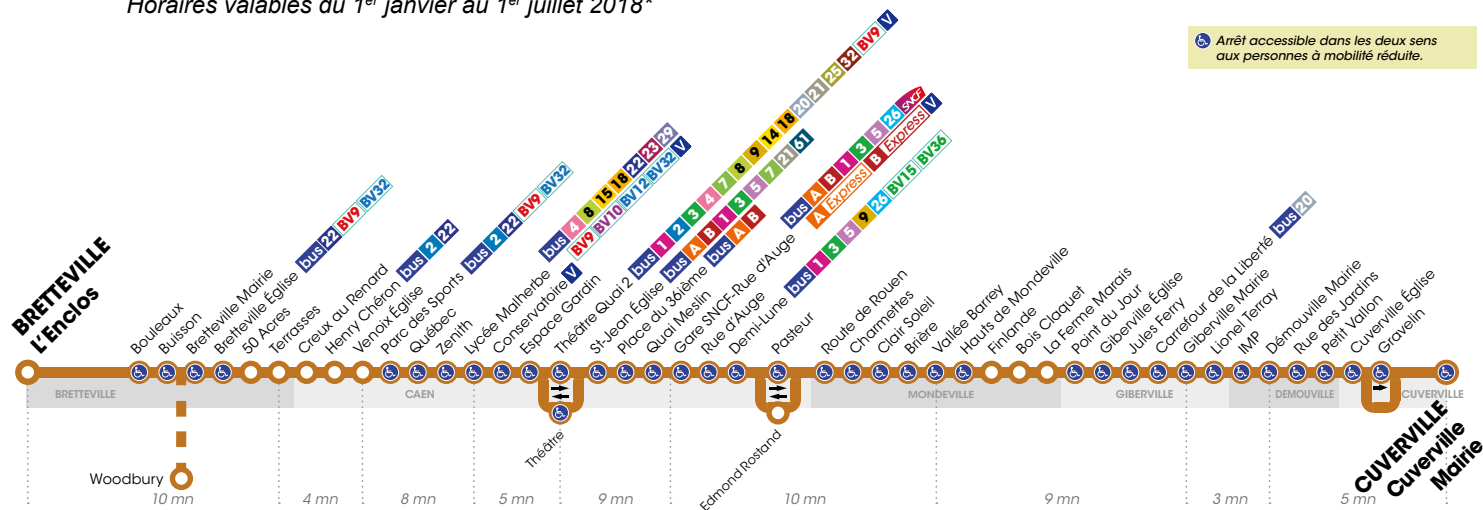 Horaires valables du 1er janvier au 1er juillet 2018*
Arrêt accessible dans les deux sens
aux personnes à mobilité réduite.
BRETTEVILLE
L'Enclos
Bouleaux
Buisson
Bretteville Mairie
Bretteville Église bus 22 BV9 BV32
50 Acres
Terrasses
Creux au Renard
Henry Chéron bus 2 22
Venoix Église
Parc des Sports bus 2 22 BV9 BV32
Québec
Zenith
Lycée Malherbe bus 4 8 15 18 22 23 29
BV9 BV10 BV12 BV32 V
Conservatoire V
Espace Gardin
Théâtre Quai 2 bus 1 2 3 4 7 8 9 14 18 20 21 25 32 BV9 V
St-Jean Église bus A B 1 3 5 7 21 61
Place du 36ième bus A B
Quai Meslin
Gare SNCF-Rue d'Auge bus A B 1 3 5 26 SNCF
A Express B Express V
Rue d'Auge
Demi-Lune bus 1 3 5 9 26 BV15 BV36
Pasteur
Route de Rouen
Charmettes
Clair Soleil
Brière
Vallée Barrey
Hauts de Mondeville
Finlande
Bois Claquet
La Ferme Marais
Point du Jour
Giberville Église
Jules Ferry
Carrefour de la Liberté bus 20
Giberville Mairie
Lionel Terray
IMP
Démouville Mairie
Rue des Jardins
Petit Vallon
Cuverville Église
Gravelin
BRETTEVILLE
CAEN
MONDEVILLE
GIBERVILLE
DEMOUVILLE
CUVERVILLE
Théâtre
Edmond Rostand
CUVERVILLE
Cuverville
Mairie
Woodbury
10 mn
4 mn
8 mn
5 mn
9 mn
10 mn
9 mn
3 mn
5 mn